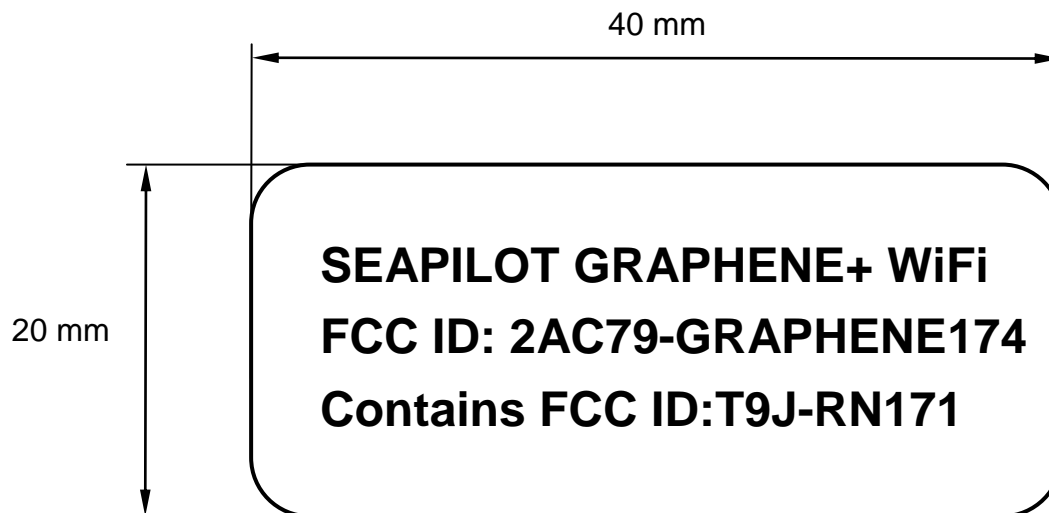 40 mm
SEAPILOT GRAPHENE+ WiFi
20 mm
FCC ID: 2AC79-GRAPHENE174
Contains FCC ID:T9J-RN171